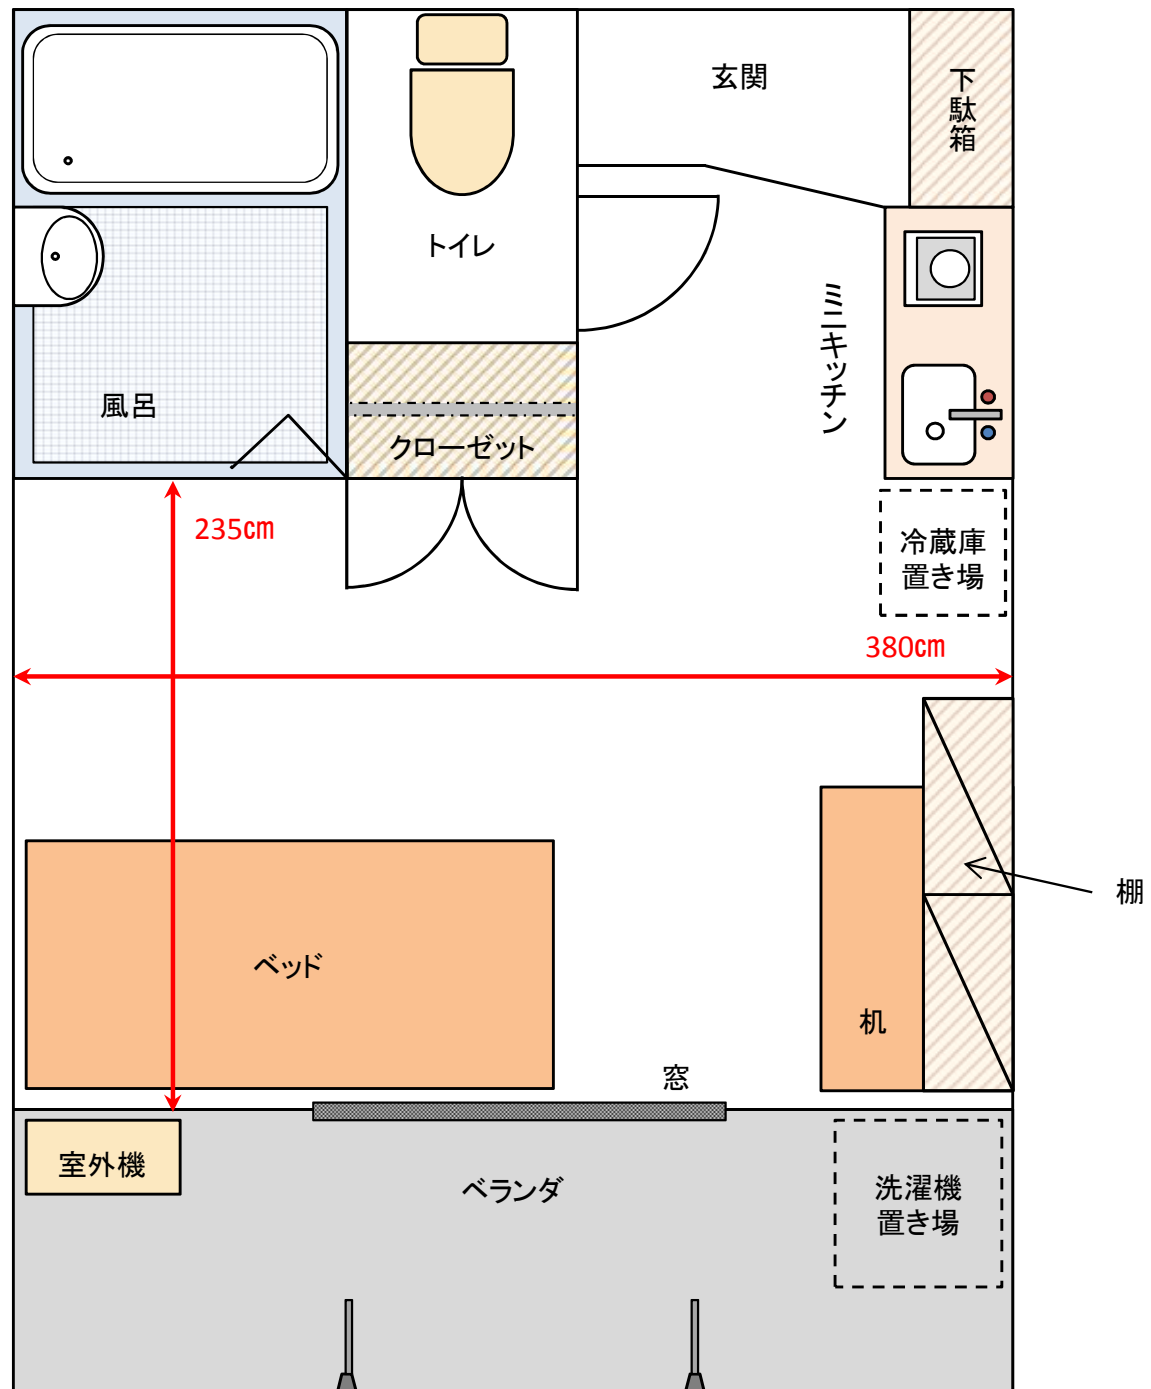 玄関
下駄箱
トイレ
ミニキッチン
風呂
クローゼット
235㎝
冷蔵庫
置き場
380㎝
棚
ベッド
机
窓
室外機
ベランダ
洗濯機
置き場